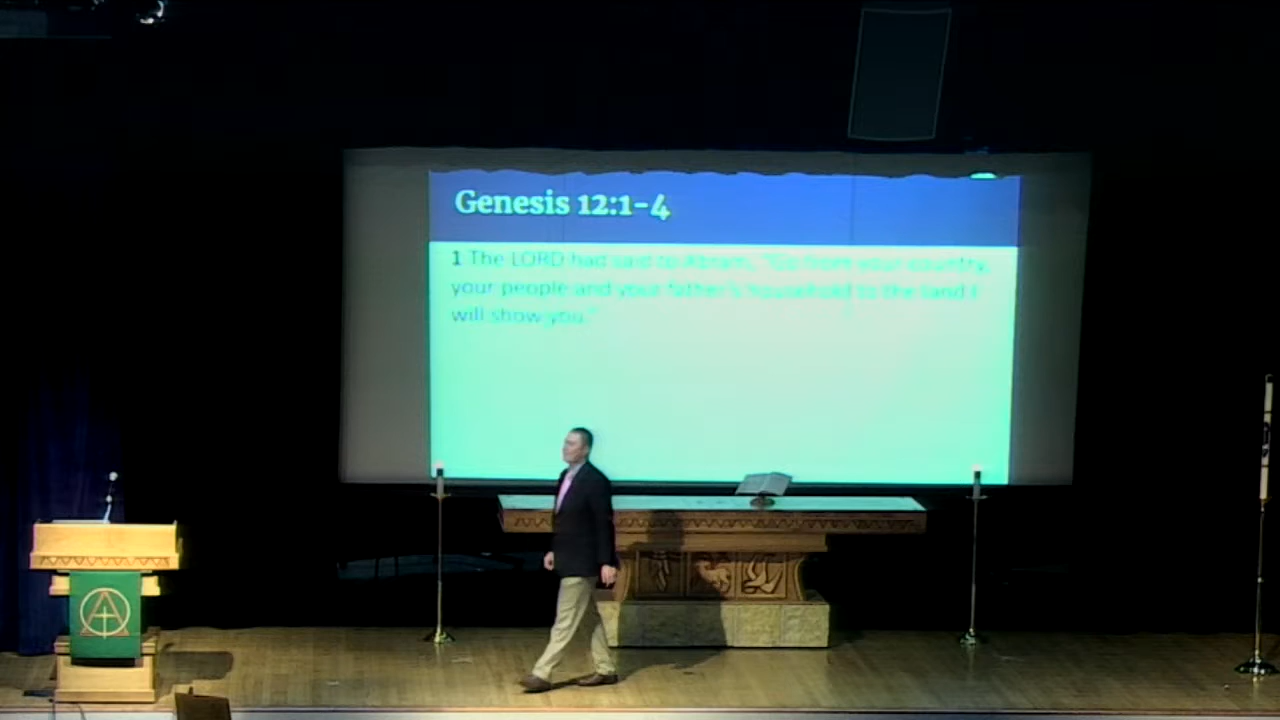 Genesis 12:1-4
1 The LORD had said to Abram, "Go from your country,
your people and your father's household to the land I
will show you."